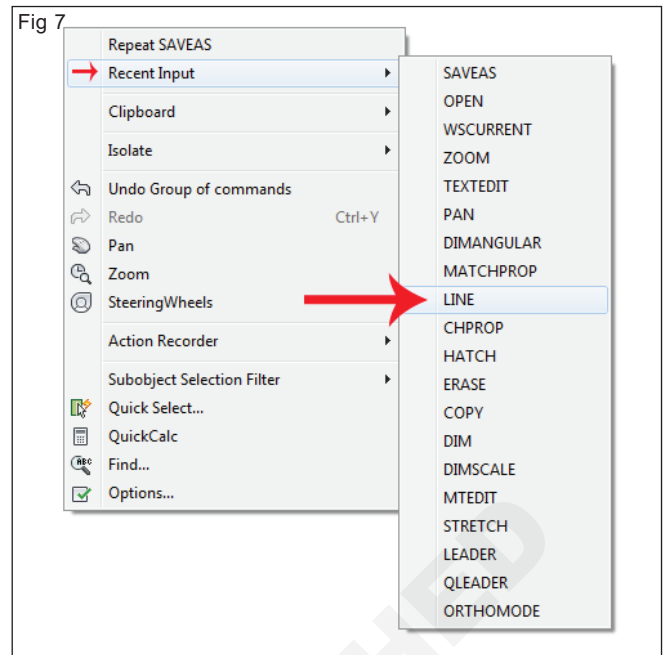 Fig 7
Repeat SAVEAS
Recent Input
Clipboard
Isolate
Undo Group of commands
Redo Ctrl+Y
Pan
Zoom
SteeringWheels
Action Recorder
Subobject Selection Filter
Quick Select...
QuickCalc
ABC
Find...
Options...
SAVEAS
OPEN
WSCURRENT
ZOOM
TEXTEDIT
PAN
DIMANGULAR
MATCHPROP
LINE
CHPROP
HATCH
ERASE
COPY
DIM
DIMSCALE
MTEDIT
STRETCH
LEADER
QLEADER
ORTHOMODE
HED